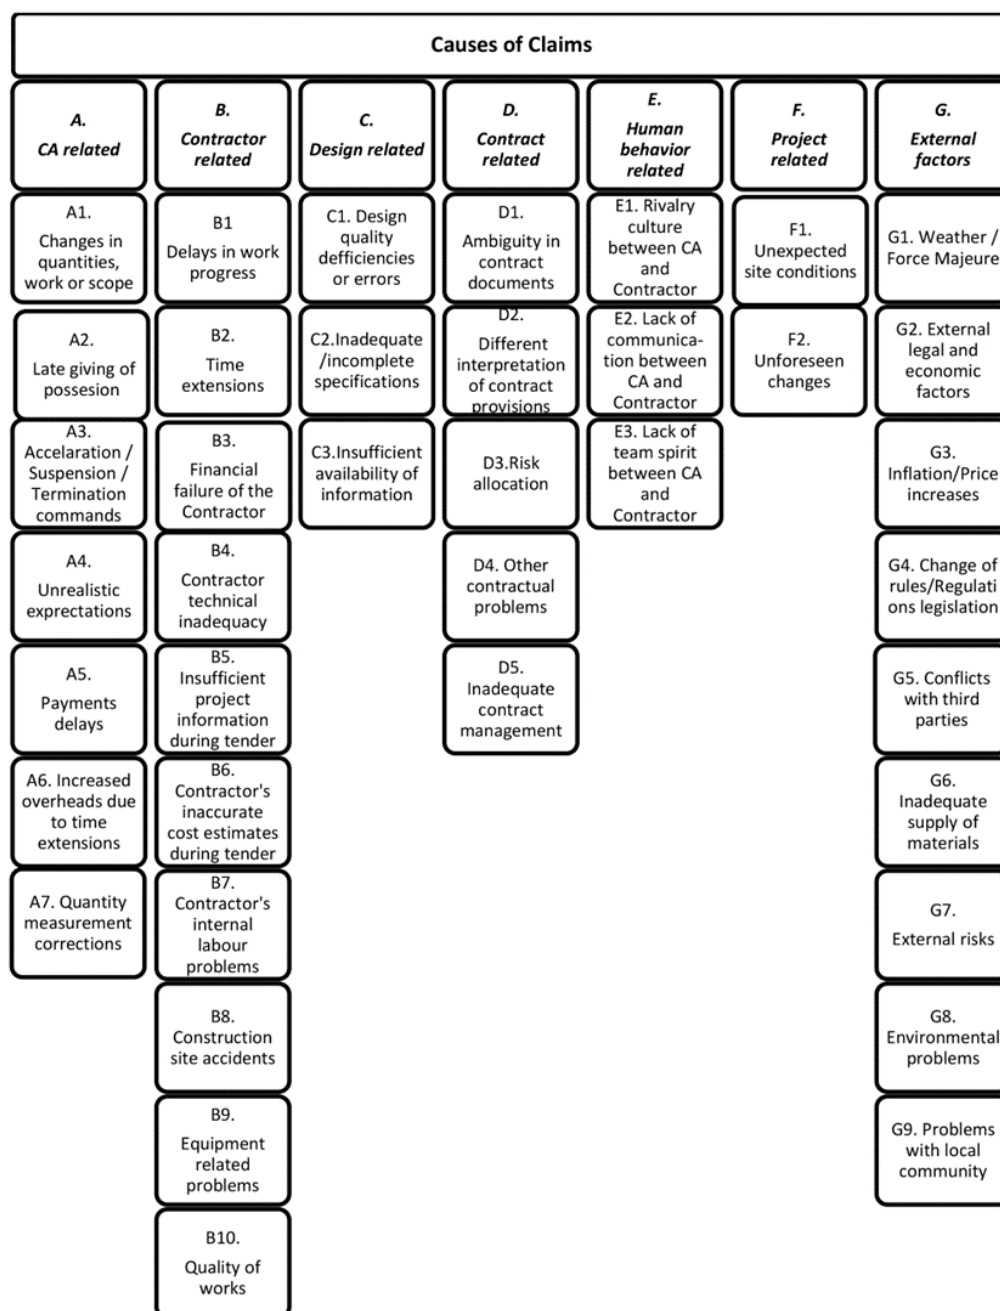 Causes of Claims
A.
CA related
B.
Contractor
related
C.
Design related
D.
Contract
related
E.
Human
behavior
related
F.
Project
related
G.
External
factors
A1.
Changes in
quantities,
work or scope
A2.
Late giving of
possesion
A3.
Accelaration /
Suspension /
Termination
commands
A4.
Unrealistic
exprectations
A5.
Payments
delays
A6. Increased
overheads due
to time
extensions
A7. Quantity
measurement
corrections
B1
Delays in work
progress
B2.
Time
extensions
B3.
Financial
failure of the
Contractor
B4.
Contractor
technical
inadequacy
B5.
Insufficient
project
information
during tender
B6.
Contractor's
inaccurate
cost estimates
during tender
B7.
Contractor's
internal
labour
problems
B8.
Construction
site accidents
B9.
Equipment
related
problems
B10.
Quality of
works
C1. Design
quality
defficiencies
or errors
C2.Inadequate
/incomplete
specifications
C3.Insufficient
availability of
information
D1.
Ambiguity in
contract
documents
D2.
Different
interpretation
of contract
provisions
D3.Risk
allocation
D4. Other
contractual
problems
D5.
Inadequate
contract
management
E1. Rivalry
culture
between CA
and
Contractor
E2. Lack of
communica-
tion between
CA and
Contractor
E3. Lack of
team spirit
between CA
and
Contractor
F1.
Unexpected
site conditions
F2.
Unforeseen
changes
G1. Weather /
Force Majeure
G2. External
legal and
economic
factors
G3.
Inflation/Price
increases
G4. Change of
rules/Regulati
ons legislation
G5. Conflicts
with third
parties
G6.
Inadequate
supply of
materials
G7.
External risks
G8.
Environmental
problems
G9. Problems
with local
community